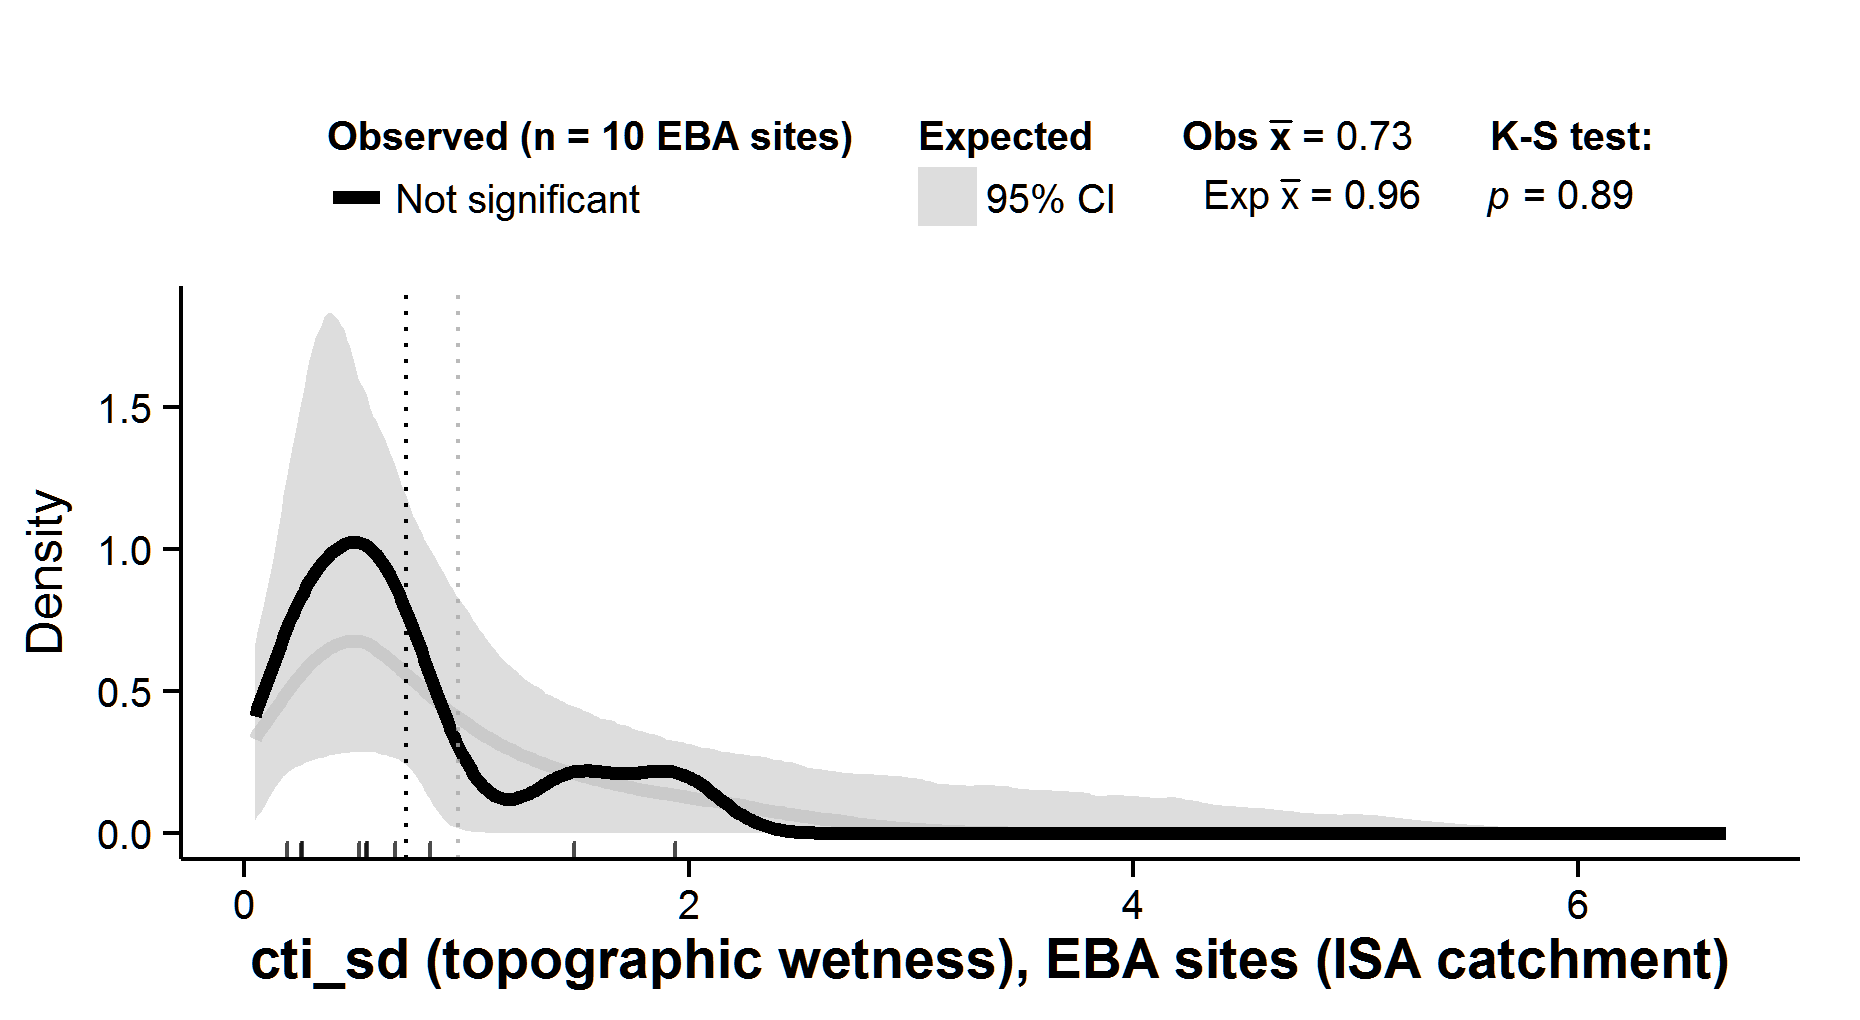 Observed (n = 10 EBA sites) Expected Obs x̅ = 0.73 K-S test:
Not significant 95% CI Exp x̅ = 0.96 p = 0.89
Density
1.5
1.0
0.5
0.0
0 2 4 6
cti_sd (topographic wetness), EBA sites (ISA catchment)